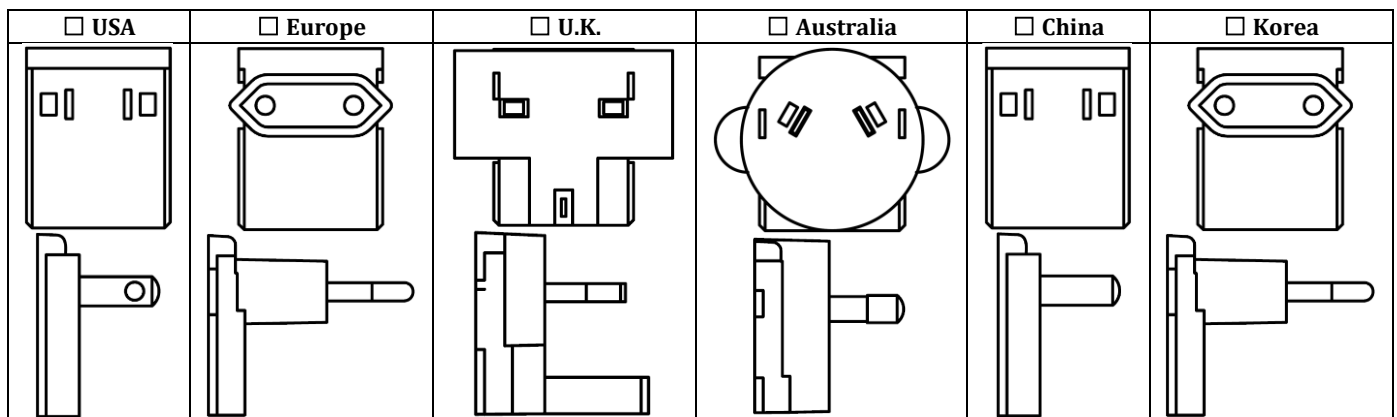 ☐ USA ☐ Europe ☐ U.K. ☐ Australia ☐ China ☐ Korea